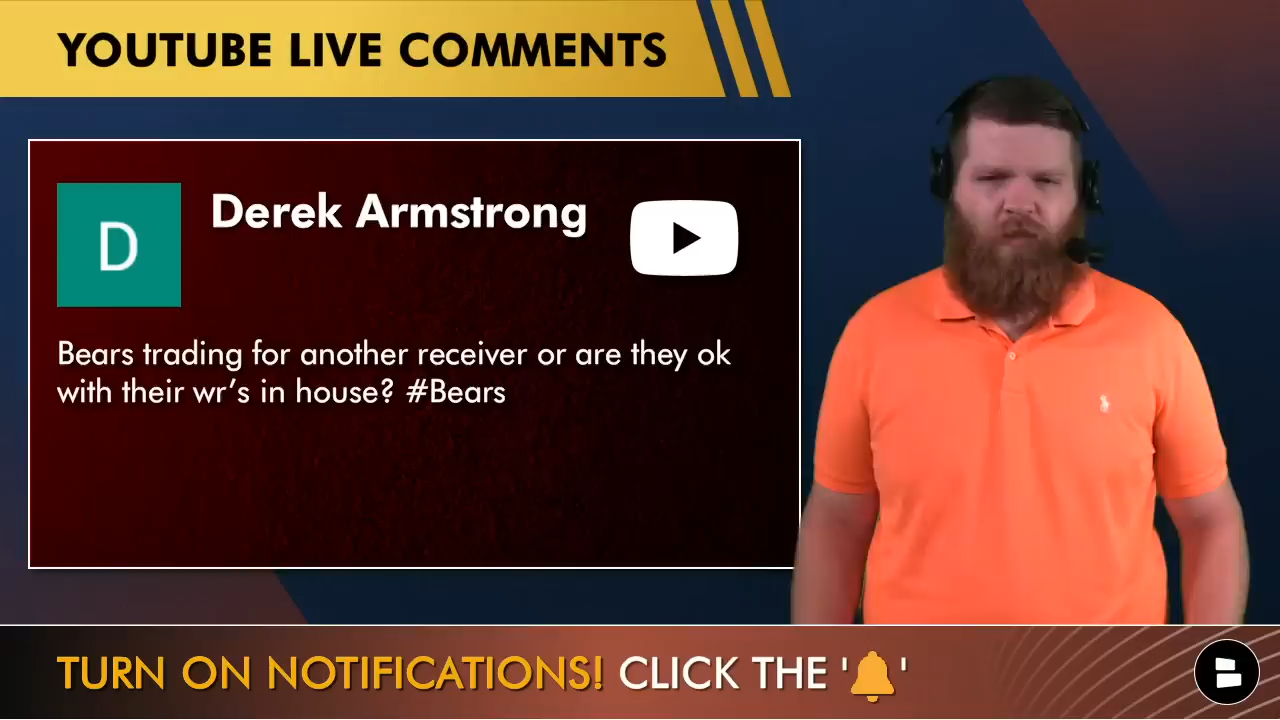 YOUTUBE LIVE COMMENTS
D
Derek Armstrong
Bears trading for another receiver or are they ok
with their wr's in house? #Bears
TURN ON NOTIFICATIONS! CLICK THE ' '